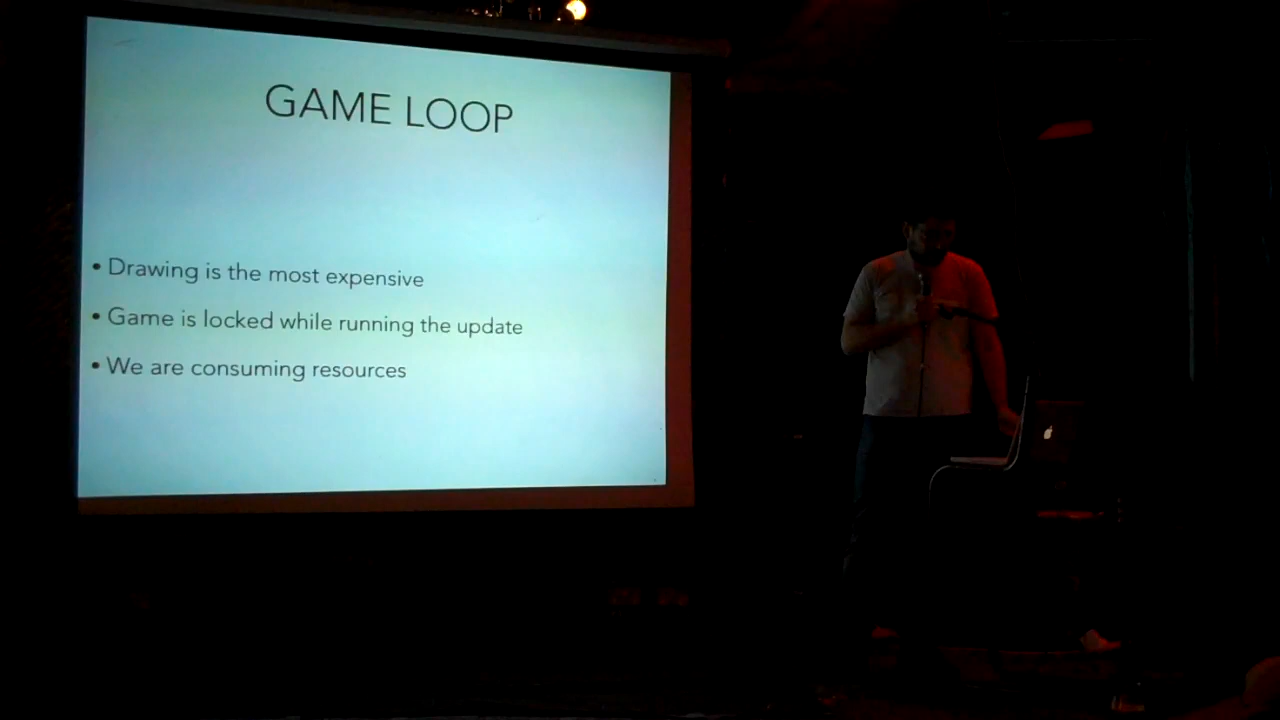 GAME LOOP
• Drawing is the most expensive
• Game is locked while running the update
• We are consuming resources